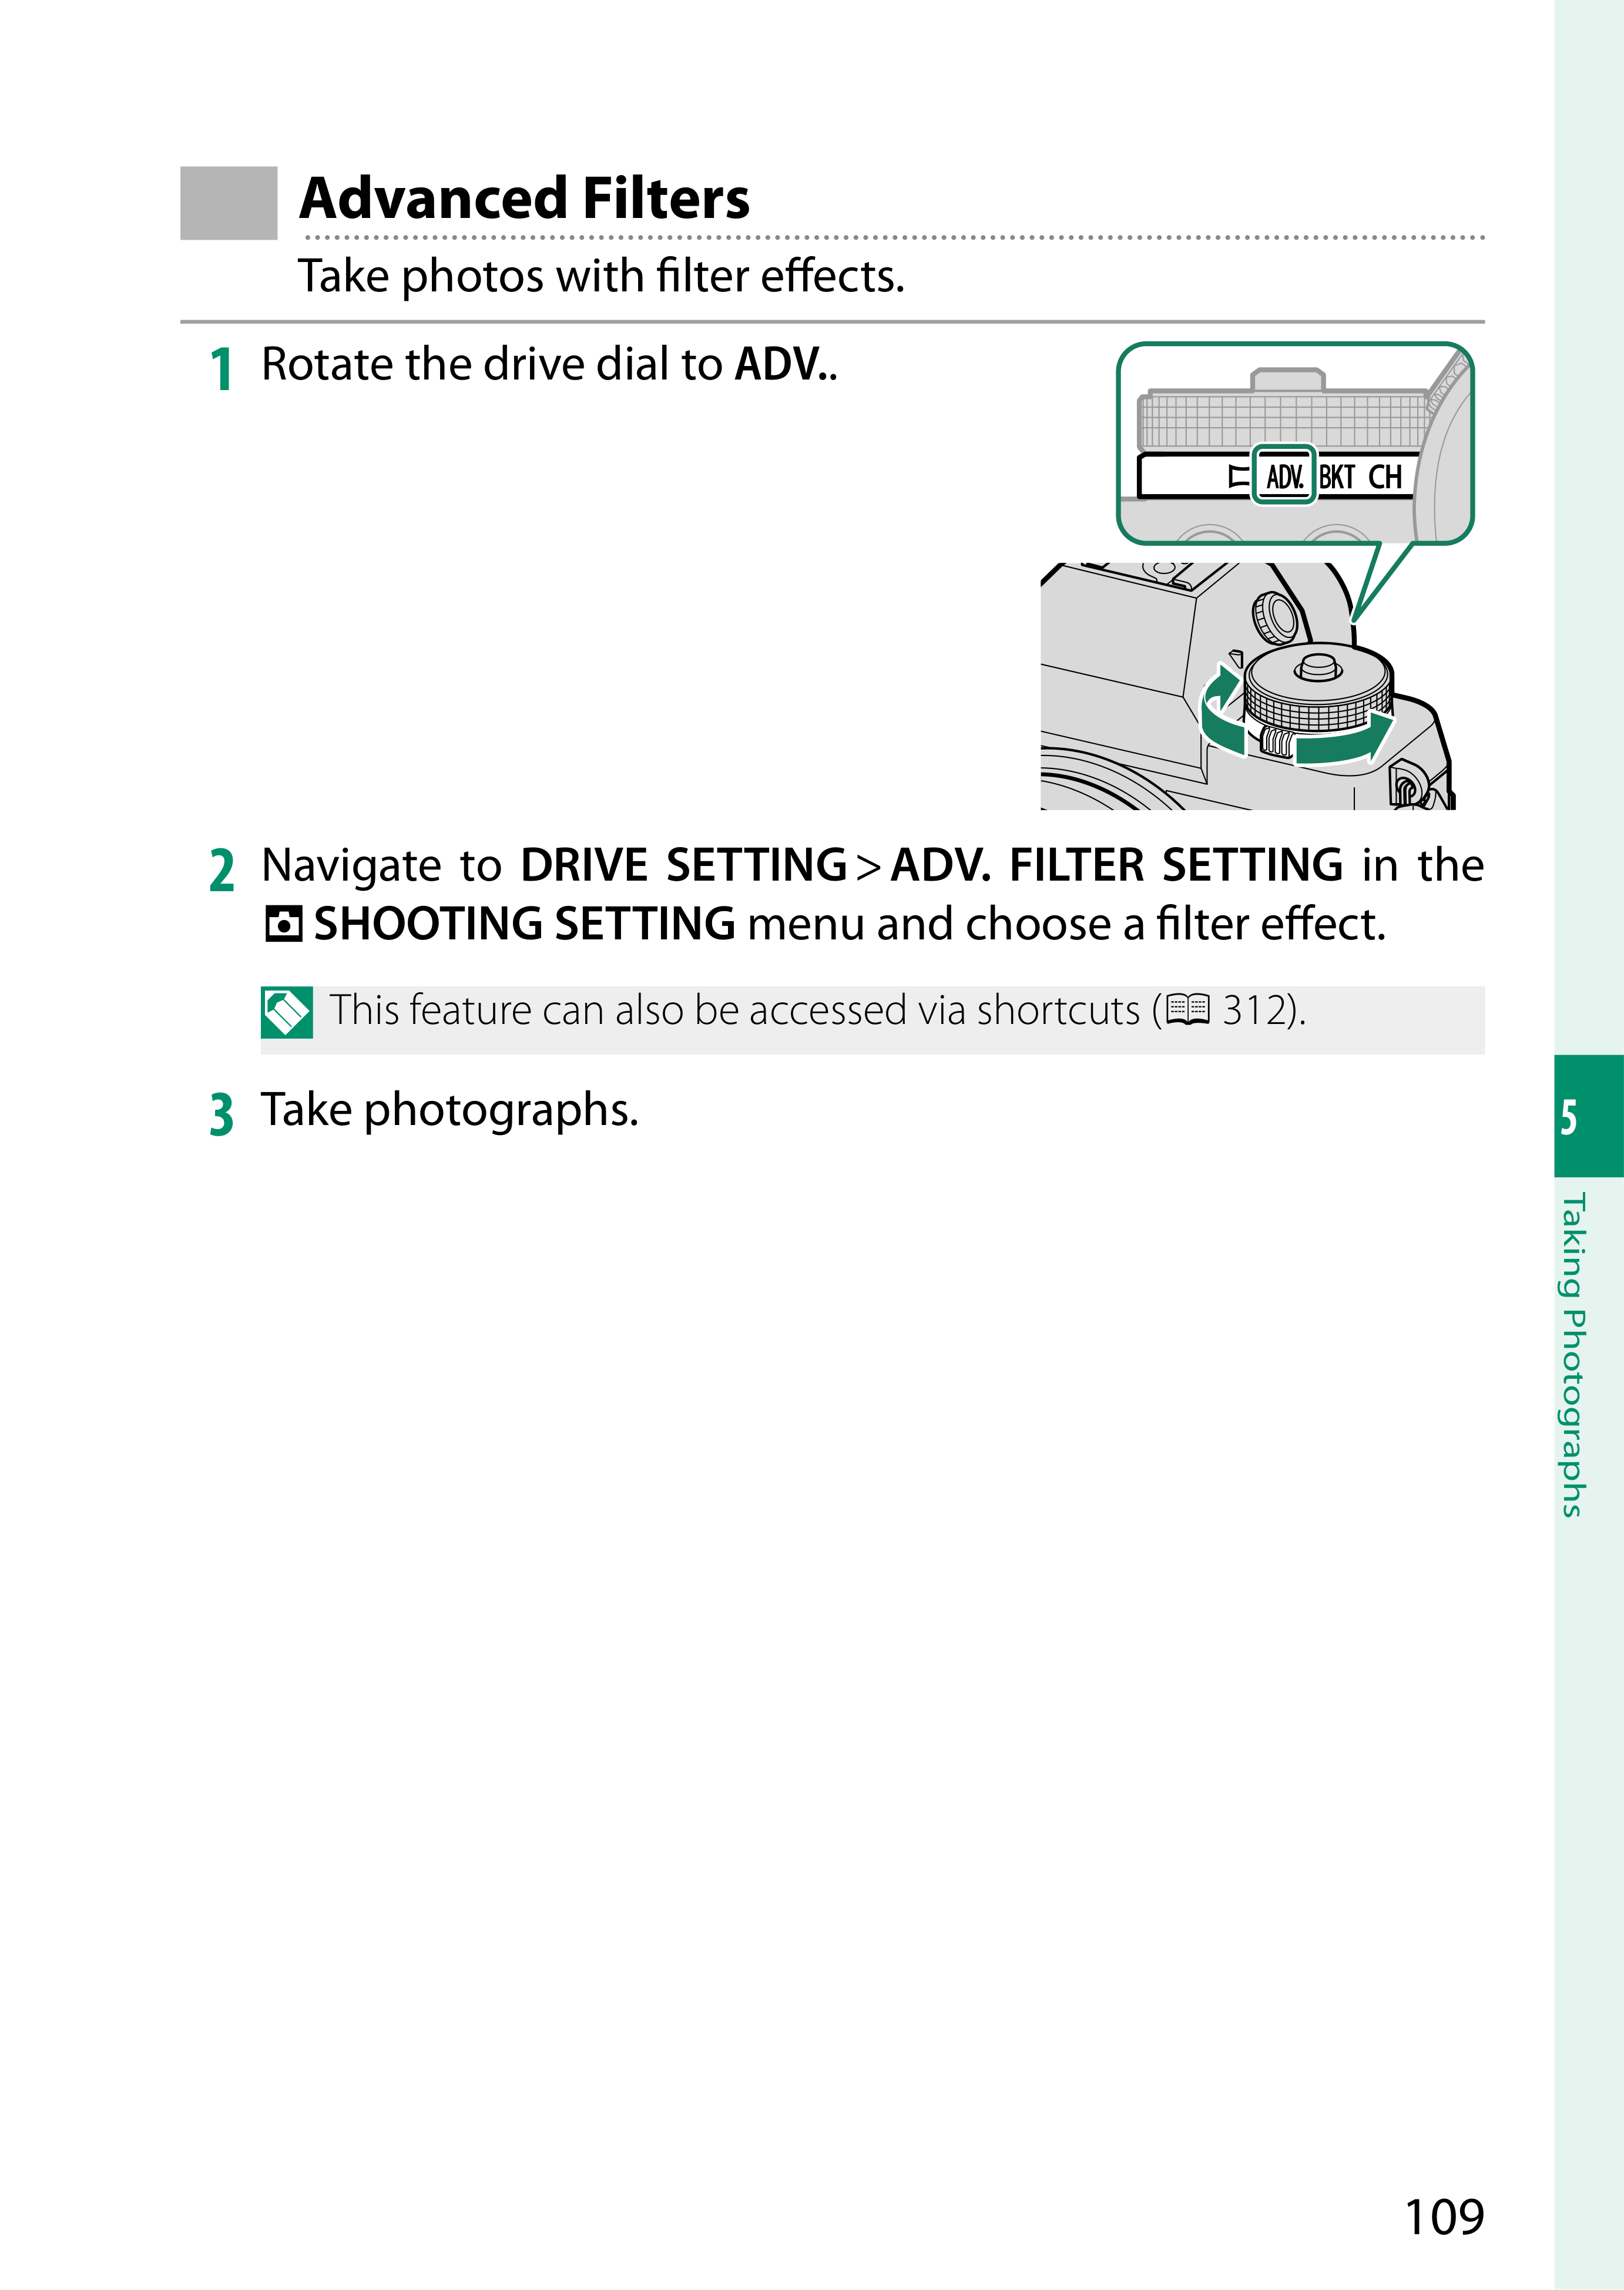 Advanced Filters
Take photos with filter effects.
1 Rotate the drive dial to ADV..
ADV. BKT CH
2 Navigate to DRIVE SETTING > ADV. FILTER SETTING in the
SHOOTING SETTING menu and choose a filter effect.
This feature can also be accessed via shortcuts ( 312).
3 Take photographs.
5
Taking Photographs
109